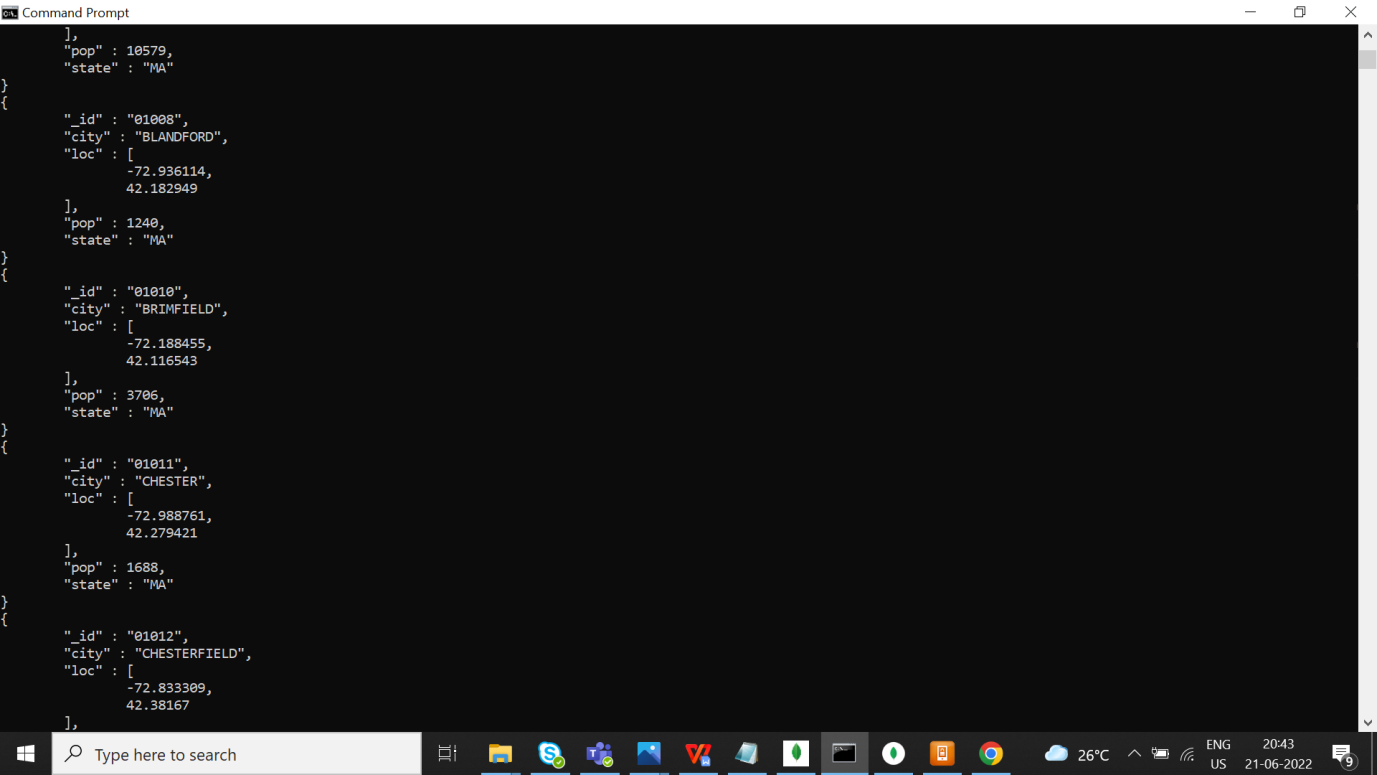 Command Prompt
],
"pop" : 10579,
"state" : "MA"
}
{
"_id" : "01008",
"city" : "BLANDFORD",
"loc" : [
-72.936114,
42.182949
],
"pop" : 1240,
"state" : "MA"
}
{
"_id" : "01010",
"city" : "BRIMFIELD",
"loc" : [
-72.188455,
42.116543
],
"pop" : 3706,
"state" : "MA"
}
{
"_id" : "01011",
"city" : "CHESTER",
"loc" : [
-72.988761,
42.279421
],
"pop" : 1688,
"state" : "MA"
}
{
"_id" : "01012",
"city" : "CHESTERFIELD",
"loc" : [
-72.833309,
42.38167
],
Type here to search
26°C
ENG
US
20:43
21-06-2022
9